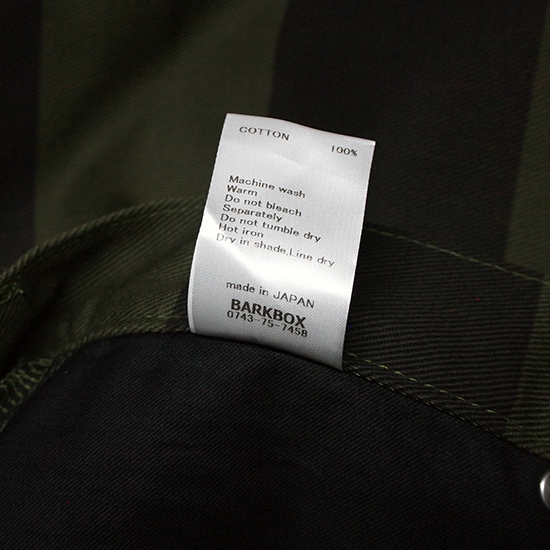 COTTON 100%
Machine wash
Warm
Do not bleach
Separately
Do not tumble dry
Hot iron
Dry in shade,Line dry
made in JAPAN
BARKBOX
0743-75-7458